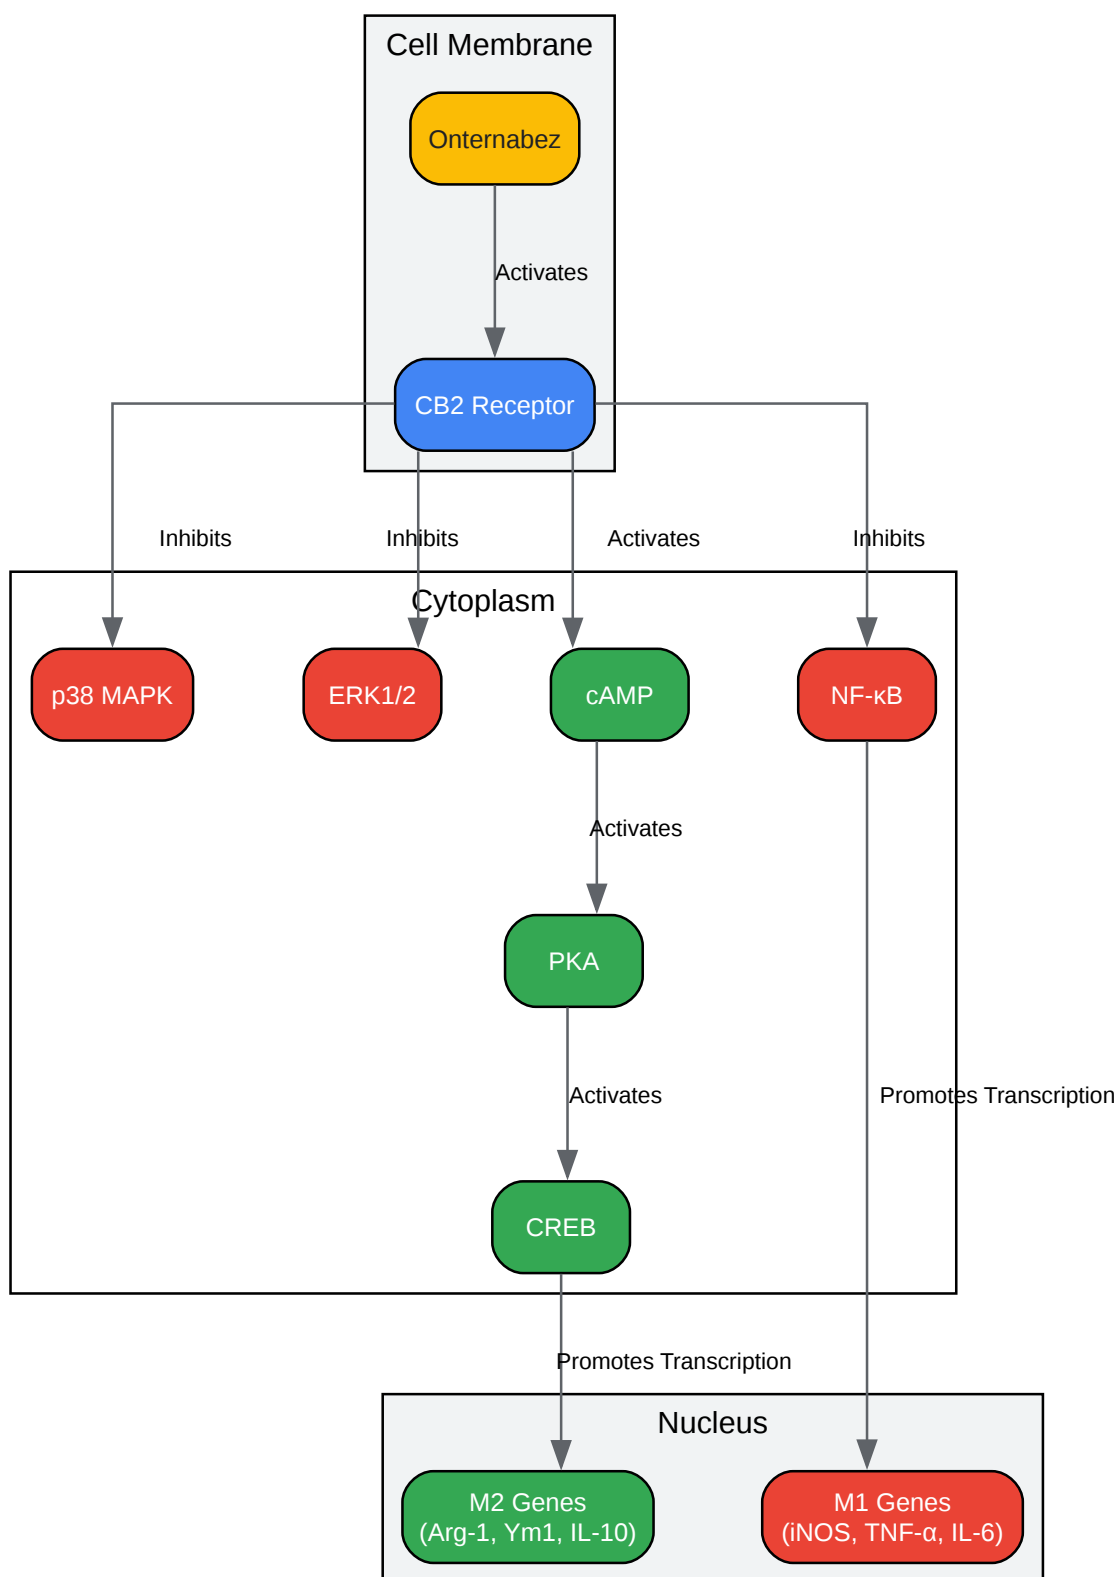 Cell Membrane
Onternabez
Activates
CB2 Receptor
Inhibits
Inhibits
Activates
Inhibits
Cytoplasm
p38 MAPK
ERK1/2
cAMP
NF-κB
Activates
PKA
Activates
Promotes Transcription
CREB
Promotes Transcription
Nucleus
M2 Genes
(Arg-1, Ym1, IL-10)
M1 Genes
(iNOS, TNF-α, IL-6)